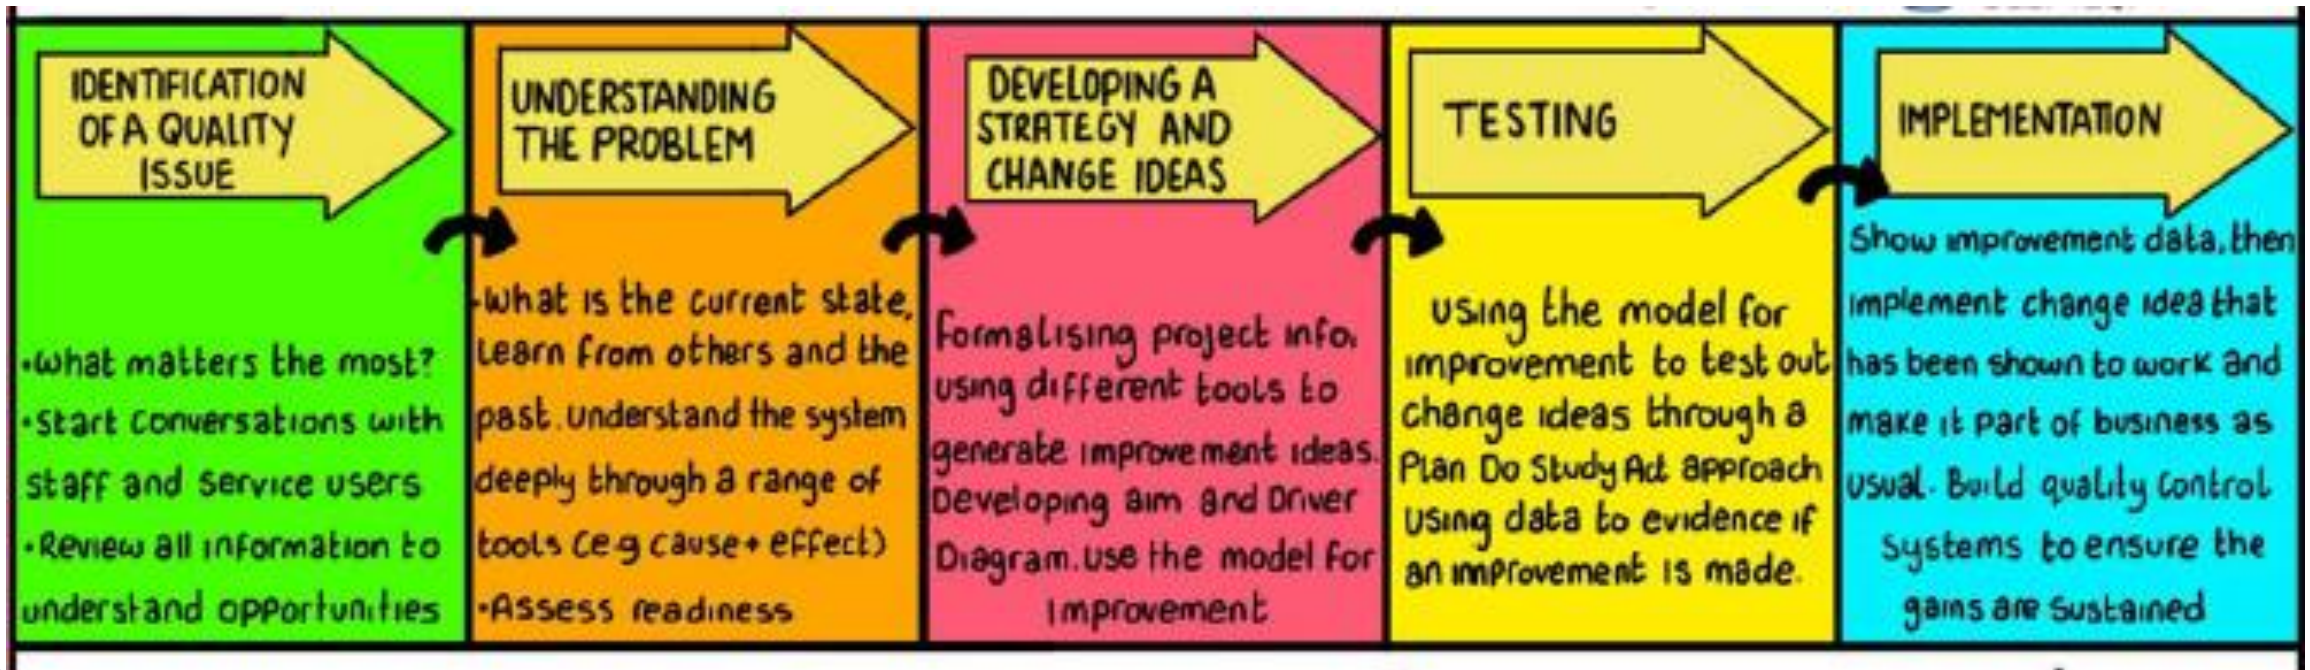 IDENTIFICATION
OF A QUALITY
ISSUE
•What matters the most?
•Start conversations with
staff and service users
•Review all information to
understand opportunities
UNDERSTANDING
THE PROBLEM
•What is the current state,
Learn from others and the
past. Understand the system
deeply through a range of
tools (e.g cause + effect)
•Assess readiness
DEVELOPING A
STRATEGY AND
CHANGE IDEAS
Formalising project info.
using different tools to
generate improvement ideas.
Developing aim and Driver
Diagram. Use the model for
improvement
TESTING
Using the model for
improvement to test out
change ideas through a
Plan Do Study Act approach
using data to evidence if
an improvement is made.
IMPLEMENTATION
Show improvement data, then
implement change idea that
has been shown to work and
make it part of business as
usual. Build quality control
systems to ensure the
gains are sustained